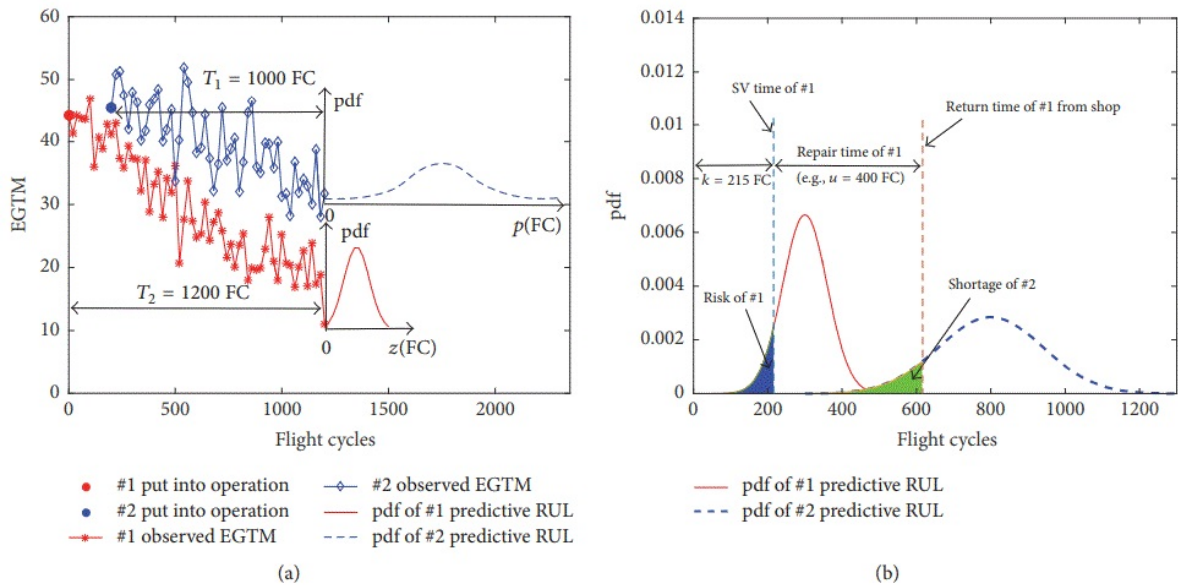 60
50
40
30
20
10
0
EGTM
T₁ = 1000 FC
pdf
0
p(FC)
pdf
T₂ = 1200 FC
0
z(FC)
0
500
1000
1500
2000
Flight cycles
#1 put into operation
#2 put into operation
#1 observed EGTM
#2 observed EGTM
pdf of #1 predictive RUL
pdf of #2 predictive RUL
(a)
0.014
0.012
0.01
0.008
0.006
0.004
0.002
0
pdf
SV time of #1
Return time of #1 from shop
Repair time of #1
k = 215 FC
(e.g., u = 400 FC)
Risk of #1
Shortage of #2
0
200
400
600
800
1000
1200
Flight cycles
pdf of #1 predictive RUL
pdf of #2 predictive RUL
(b)